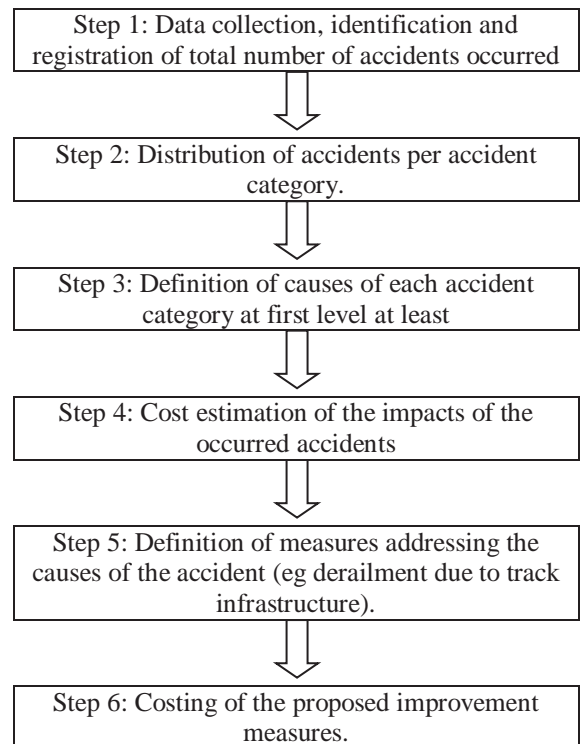 Step 1: Data collection, identification and
registration of total number of accidents occurred
Step 2: Distribution of accidents per accident
category.
Step 3: Definition of causes of each accident
category at first level at least
Step 4: Cost estimation of the impacts of the
occurred accidents
Step 5: Definition of measures addressing the
causes of the accident (eg derailment due to track
infrastructure).
Step 6: Costing of the proposed improvement
measures.